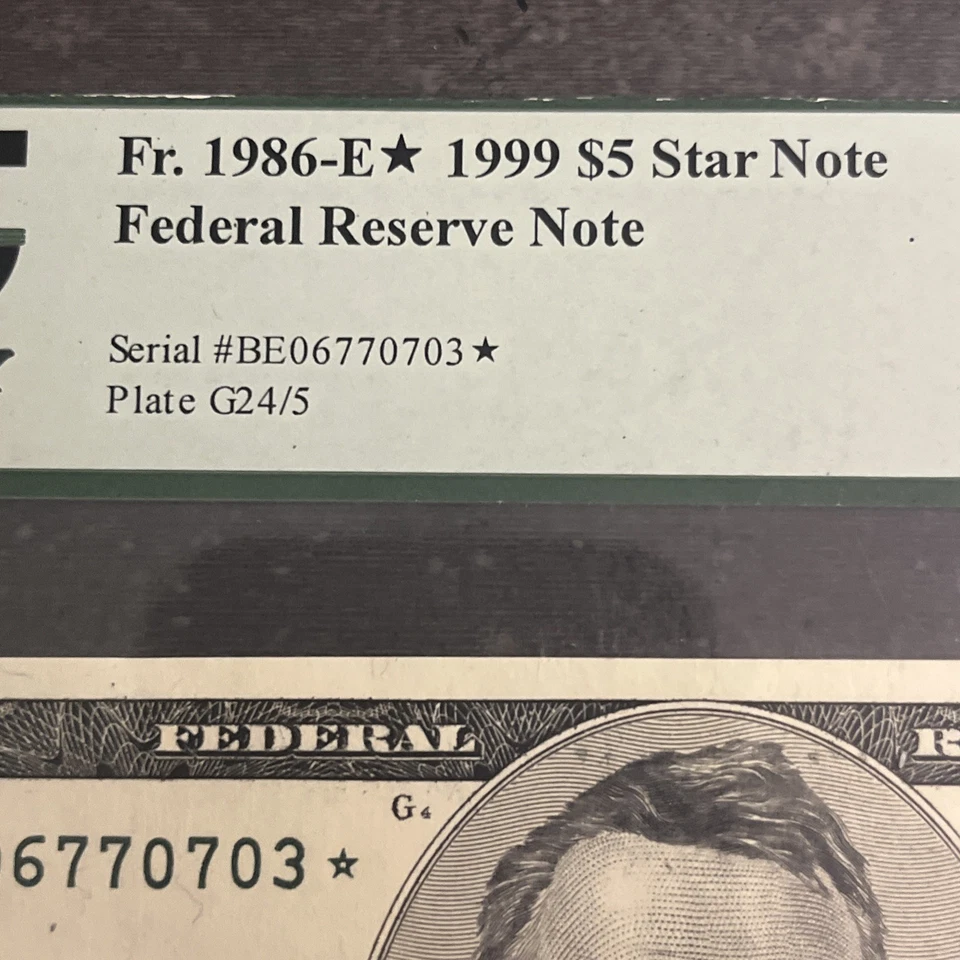 Fr. 1986-E★ 1999 $5 Star Note
Federal Reserve Note
Serial #BE06770703★
Plate G24/5
FEDERAL
G4
6770703★